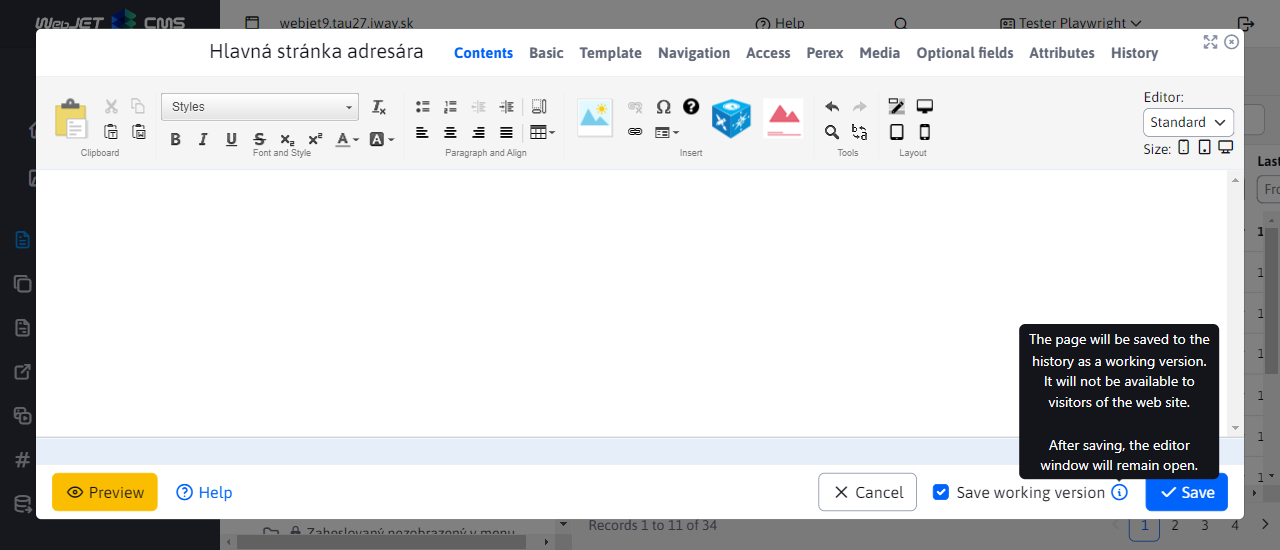 WebJET CMS
webjet9.tau27.iway.sk
Help
Tester Playwright
Hlavná stránka adresára
Contents Basic Template Navigation Access Perex Media Optional fields Attributes History
Styles
Clipboard
Font and Style
Paragraph and Align
Insert
Tools
Layout
Editor:
Standard
Size:
Last
Fro
The page will be saved to the
history as a working version.
It will not be available to
visitors of the web site.
After saving, the editor
window will remain open.
Preview
Help
Cancel
Save working version
Save
Zaheslovaný nezobrazený v menu
Records 1 to 11 of 34
1 2 3 4